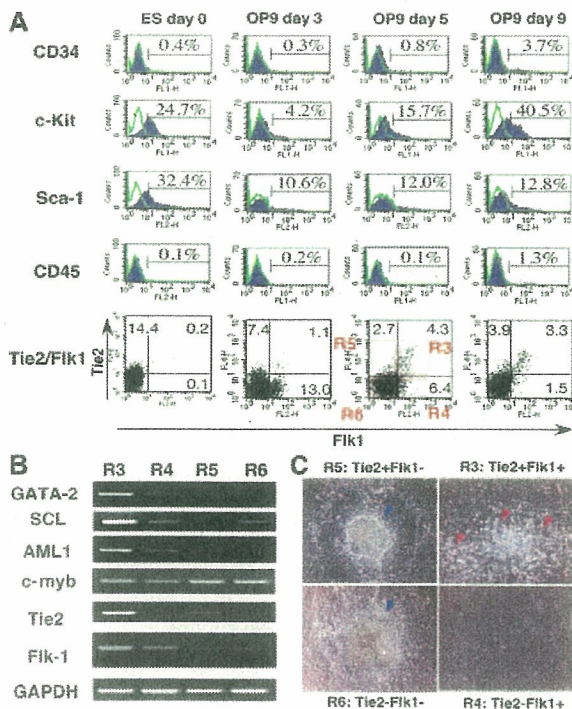 A
ES day 0 OP9 day 3 OP9 day 5 OP9 day 9
CD34 0.4% 0.3% 0.8% 3.7%
c-Kit 24.7% 4.2% 15.7% 40.5%
Sca-1 32.4% 10.6% 12.0% 12.8%
CD45 0.1% 0.2% 0.1% 1.3%
Tie2/Flk1
Tie2
14.4 0.2 7.4 1.1 2.7 4.3 3.9 3.3
R5 R3
0.1 13.0 6.4 1.5
R6 R4
Flk1
B
R3 R4 R5 R6
GATA-2
SCL
AML1
c-myb
Tie2
Flk-1
GAPDH
C
R5: Tie2+Flk1- R3: Tie2+Flk1+
R6: Tie2-Flk1- R4: Tie2-Flk1+